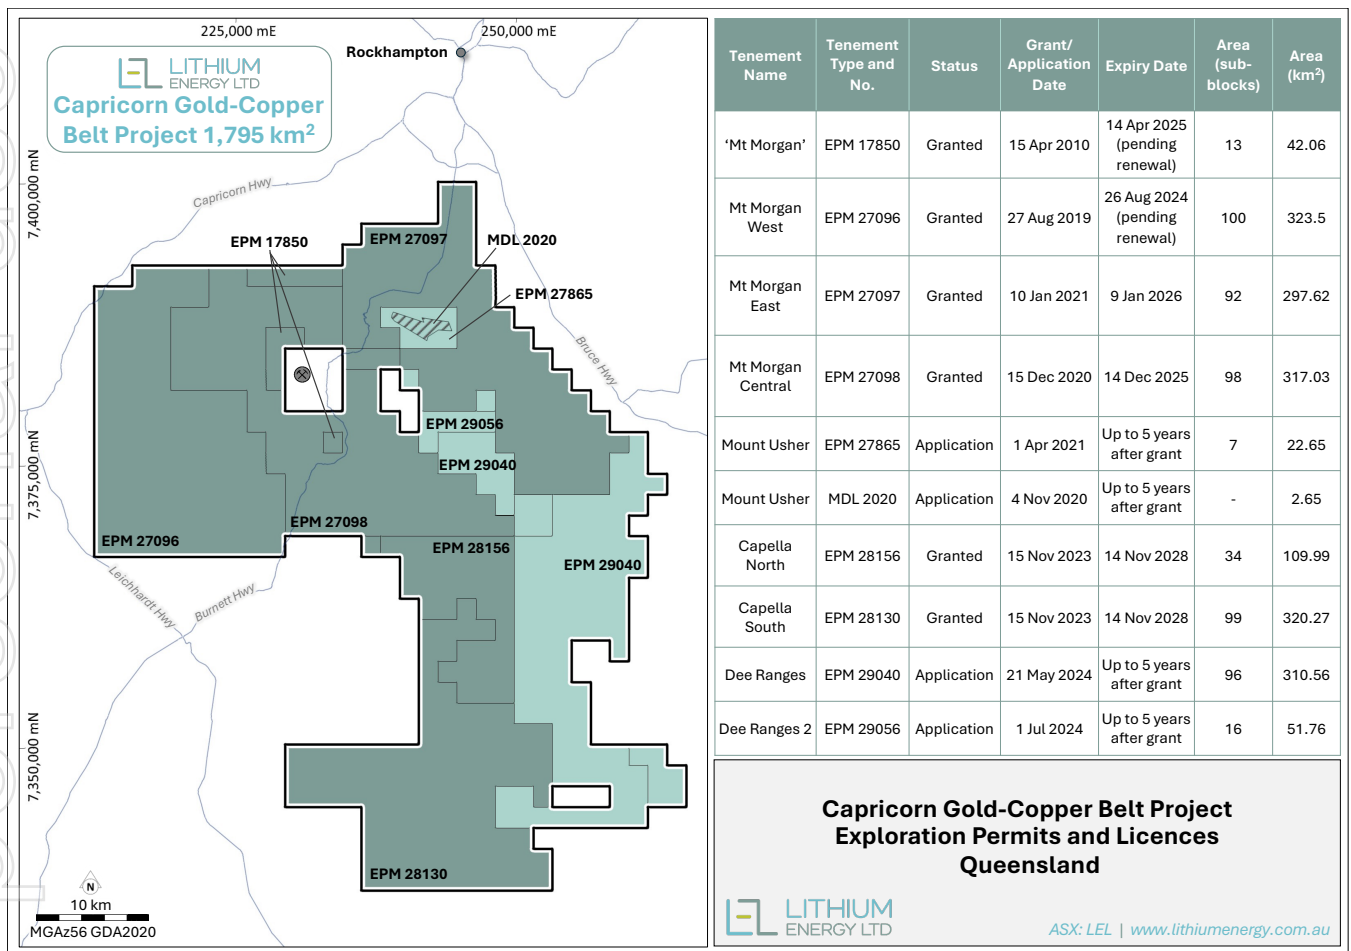 225,000 mE
250,000 mE
Rockhampton
LITHIUM
ENERGY LTD
Capricorn Gold-Copper
Belt Project 1,795 km²
7,400,000 mN
7,375,000 mN
7,350,000 mN
Capricorn Hwy
Bruce Hwy
Leichhardt Hwy
Burnett Hwy
EPM 17850
EPM 27097
MDL 2020
EPM 27865
EPM 29056
EPM 29040
EPM 27098
EPM 27096
EPM 28156
EPM 29040
EPM 28130
N
10 km
MGAz56 GDA2020
Tenement Name | Tenement Type and No. | Status | Grant/ Application Date | Expiry Date | Area (sub-blocks) | Area (km²)
‘Mt Morgan’ | EPM 17850 | Granted | 15 Apr 2010 | 14 Apr 2025 (pending renewal) | 13 | 42.06
Mt Morgan West | EPM 27096 | Granted | 27 Aug 2019 | 26 Aug 2024 (pending renewal) | 100 | 323.5
Mt Morgan East | EPM 27097 | Granted | 10 Jan 2021 | 9 Jan 2026 | 92 | 297.62
Mt Morgan Central | EPM 27098 | Granted | 15 Dec 2020 | 14 Dec 2025 | 98 | 317.03
Mount Usher | EPM 27865 | Application | 1 Apr 2021 | Up to 5 years after grant | 7 | 22.65
Mount Usher | MDL 2020 | Application | 4 Nov 2020 | Up to 5 years after grant | - | 2.65
Capella North | EPM 28156 | Granted | 15 Nov 2023 | 14 Nov 2028 | 34 | 109.99
Capella South | EPM 28130 | Granted | 15 Nov 2023 | 14 Nov 2028 | 99 | 320.27
Dee Ranges | EPM 29040 | Application | 21 May 2024 | Up to 5 years after grant | 96 | 310.56
Dee Ranges 2 | EPM 29056 | Application | 1 Jul 2024 | Up to 5 years after grant | 16 | 51.76
Capricorn Gold-Copper Belt Project
Exploration Permits and Licences
Queensland
LITHIUM
ENERGY LTD
ASX: LEL | www.lithiumenergy.com.au